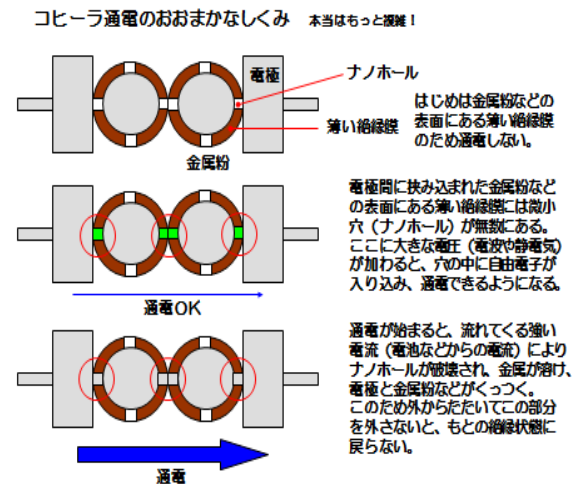 コヒーラ通電のおおまかなしくみ 本当はもっと複雑！
電極
ナノホール
薄い絶縁膜
金属粉
はじめは金属粉などの
表面にある薄い絶縁膜
のため通電しない。
電極間に挟み込まれた金属粉など
の表面にある薄い絶縁膜には微小
穴（ナノホール）が無数にある。
ここに大きな電圧（電波や静電気）
が加わると、穴の中に自由電子が
入り込み、通電できるようになる。
通電OK
通電が始まると、流れてくる強い
電流（電池などからの電流）により
ナノホールが破壊され、金属が溶け、
電極と金属粉などがくっつく。
このため外からたたいてこの部分
を外さないと、もとの絶縁状態に
戻らない。
通電